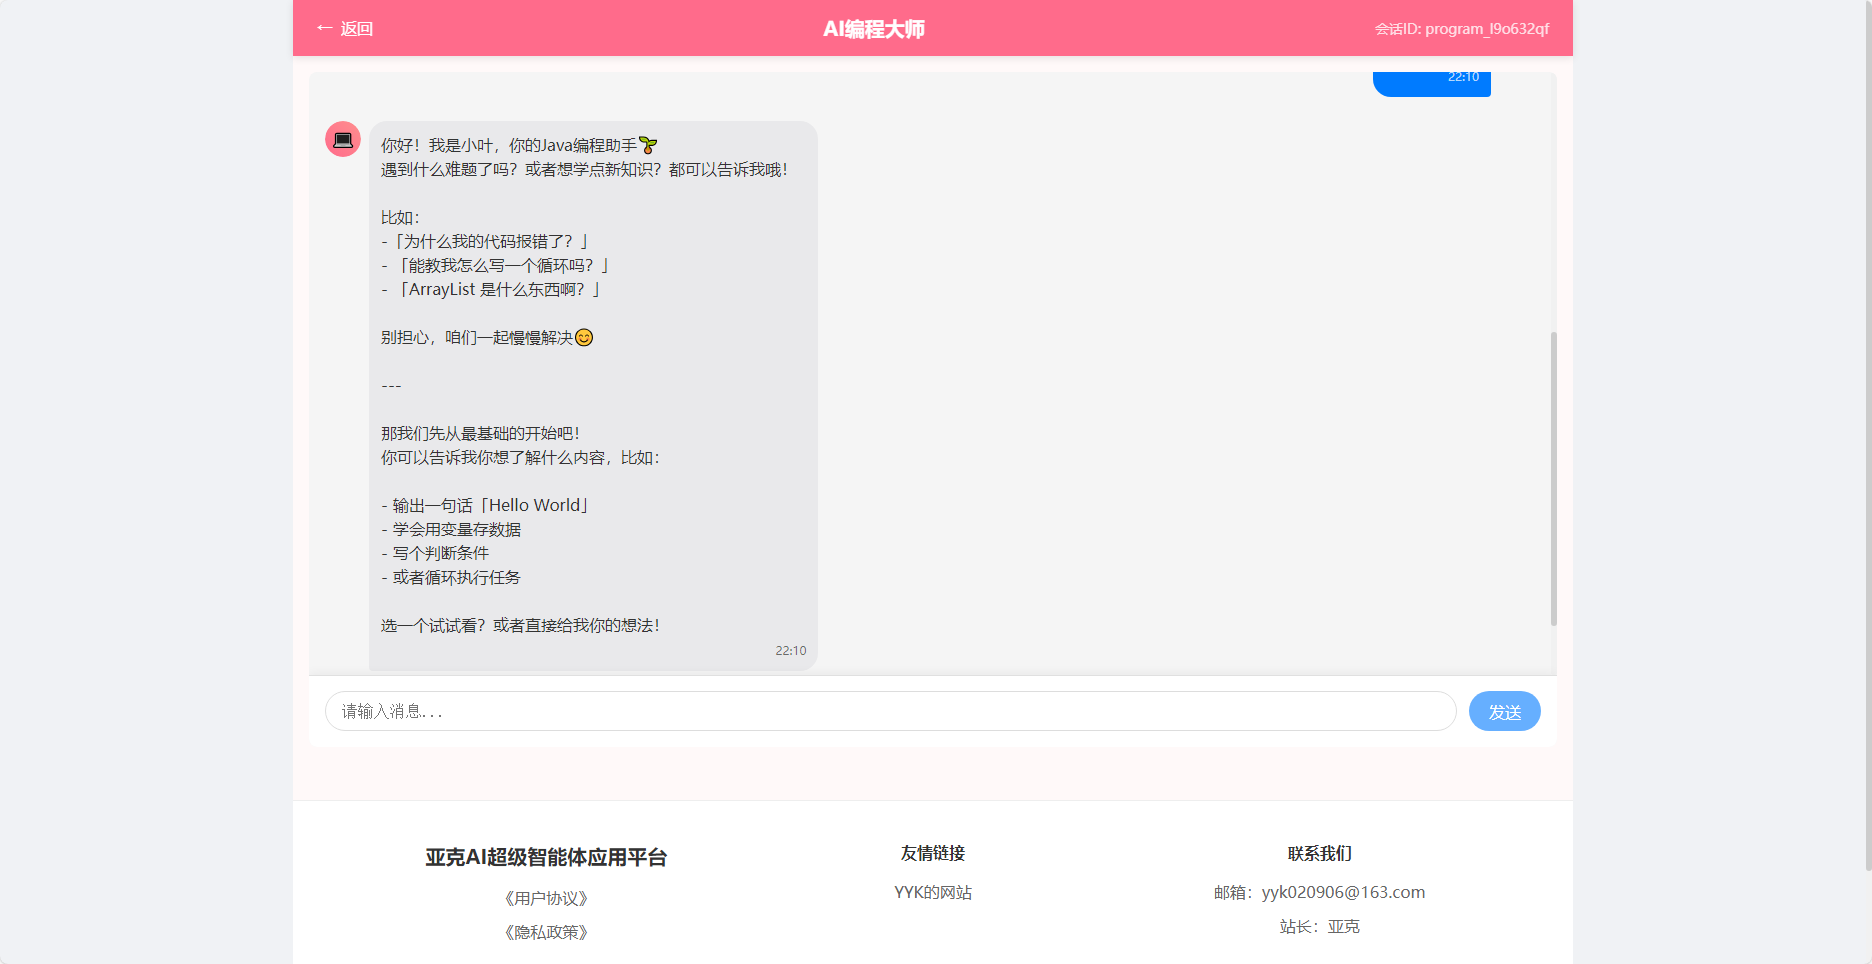 ← 返回
AI编程大师
会话ID: program_l9o632qf
22:10
你好！我是小叶，你的Java编程助手🌱
遇到什么难题了吗？或者想学点新知识？都可以告诉我哦！
比如：
-「为什么我的代码报错了？」
- 「能教我怎么写一个循环吗？」
- 「ArrayList 是什么东西啊？」
别担心，咱们一起慢慢解决😊
---
那我们先从最基础的开始吧！
你可以告诉我你想了解什么内容，比如：
- 输出一句话「Hello World」
- 学会用变量存数据
- 写个判断条件
- 或者循环执行任务
选一个试试看？或者直接给我你的想法！
22:10
请输入消息...
发送
亚克AI超级智能体应用平台
《用户协议》
《隐私政策》
友情链接
YYK的网站
联系我们
邮箱：yyk020906@163.com
站长：亚克